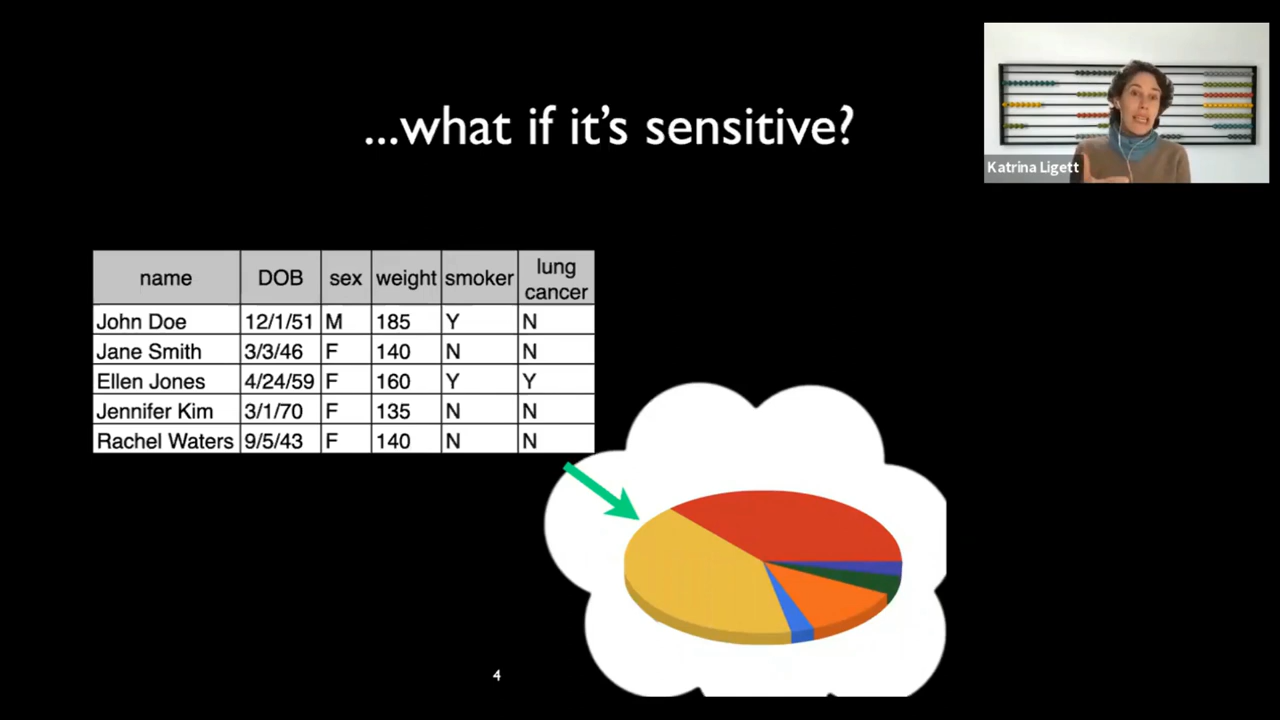 ...what if it's sensitive?
Katrina Ligett
name DOB sex weight smoker lung cancer
John Doe 12/1/51 M 185 Y N
Jane Smith 3/3/46 F 140 N N
Ellen Jones 4/24/59 F 160 Y Y
Jennifer Kim 3/1/70 F 135 N N
Rachel Waters 9/5/43 F 140 N N
4